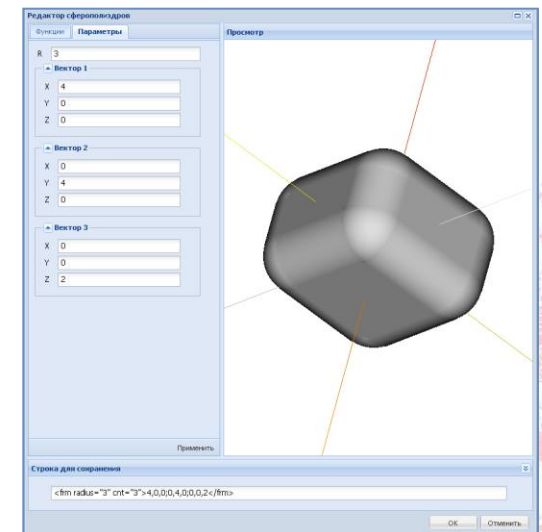 Редактор сферополиэдров
Функции Параметры
R 3
Вектор 1
X 4
Y 0
Z 0
Вектор 2
X 0
Y 4
Z 0
Вектор 3
X 0
Y 0
Z 2
Применить
Просмотр
Строка для сохранения
<frm radius="3" cnt="3">4,0,0;0,4,0;0,0,2</frm>
OK Отменить